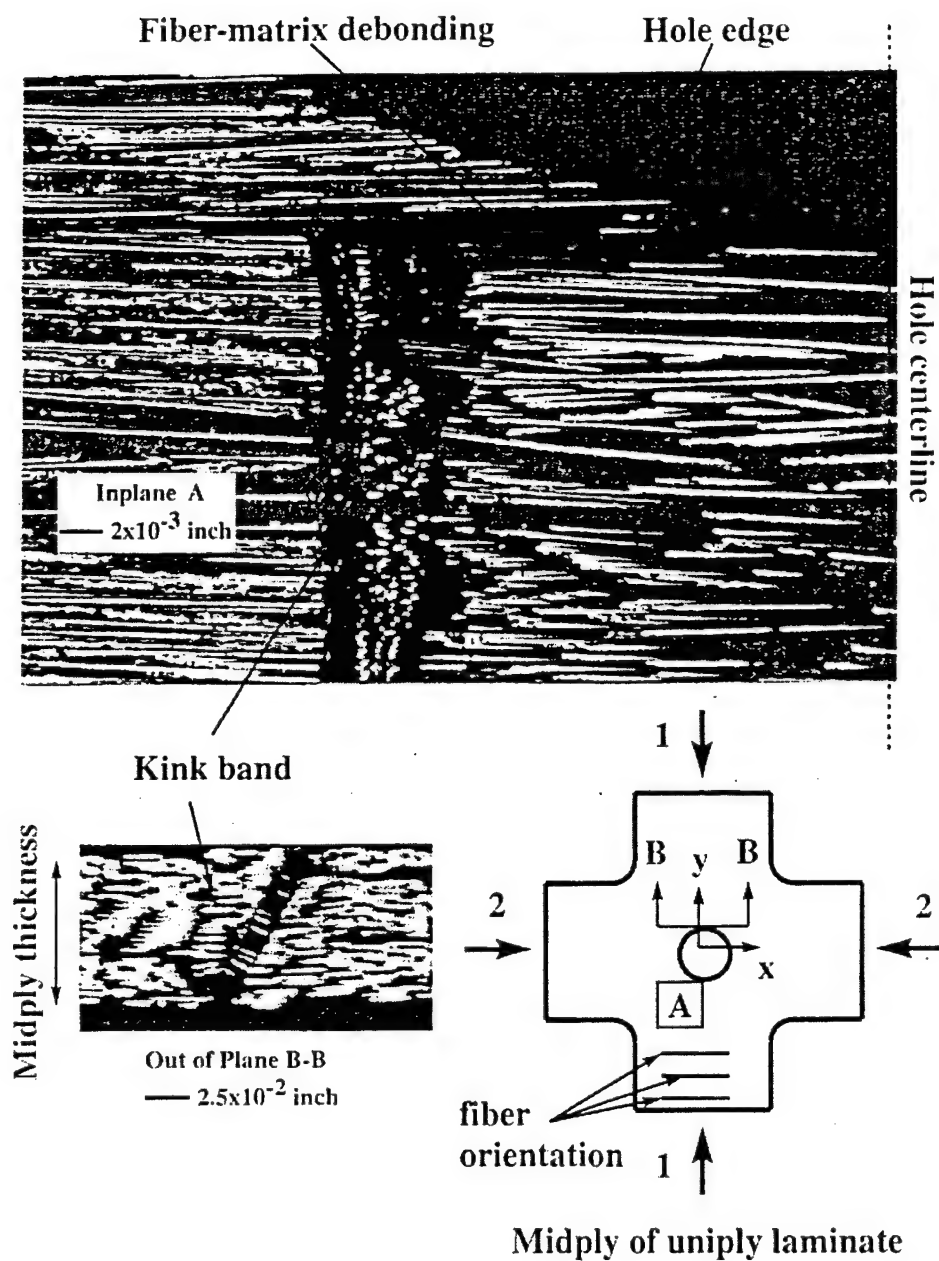 Fiber-matrix debonding
Hole edge
Hole centerline
Inplane A
2x10⁻³ inch
Kink band
Midply thickness
Out of Plane B-B
2.5x10⁻² inch
1
B
y
B
2
2
x
A
fiber
orientation
1
Midply of uniply laminate